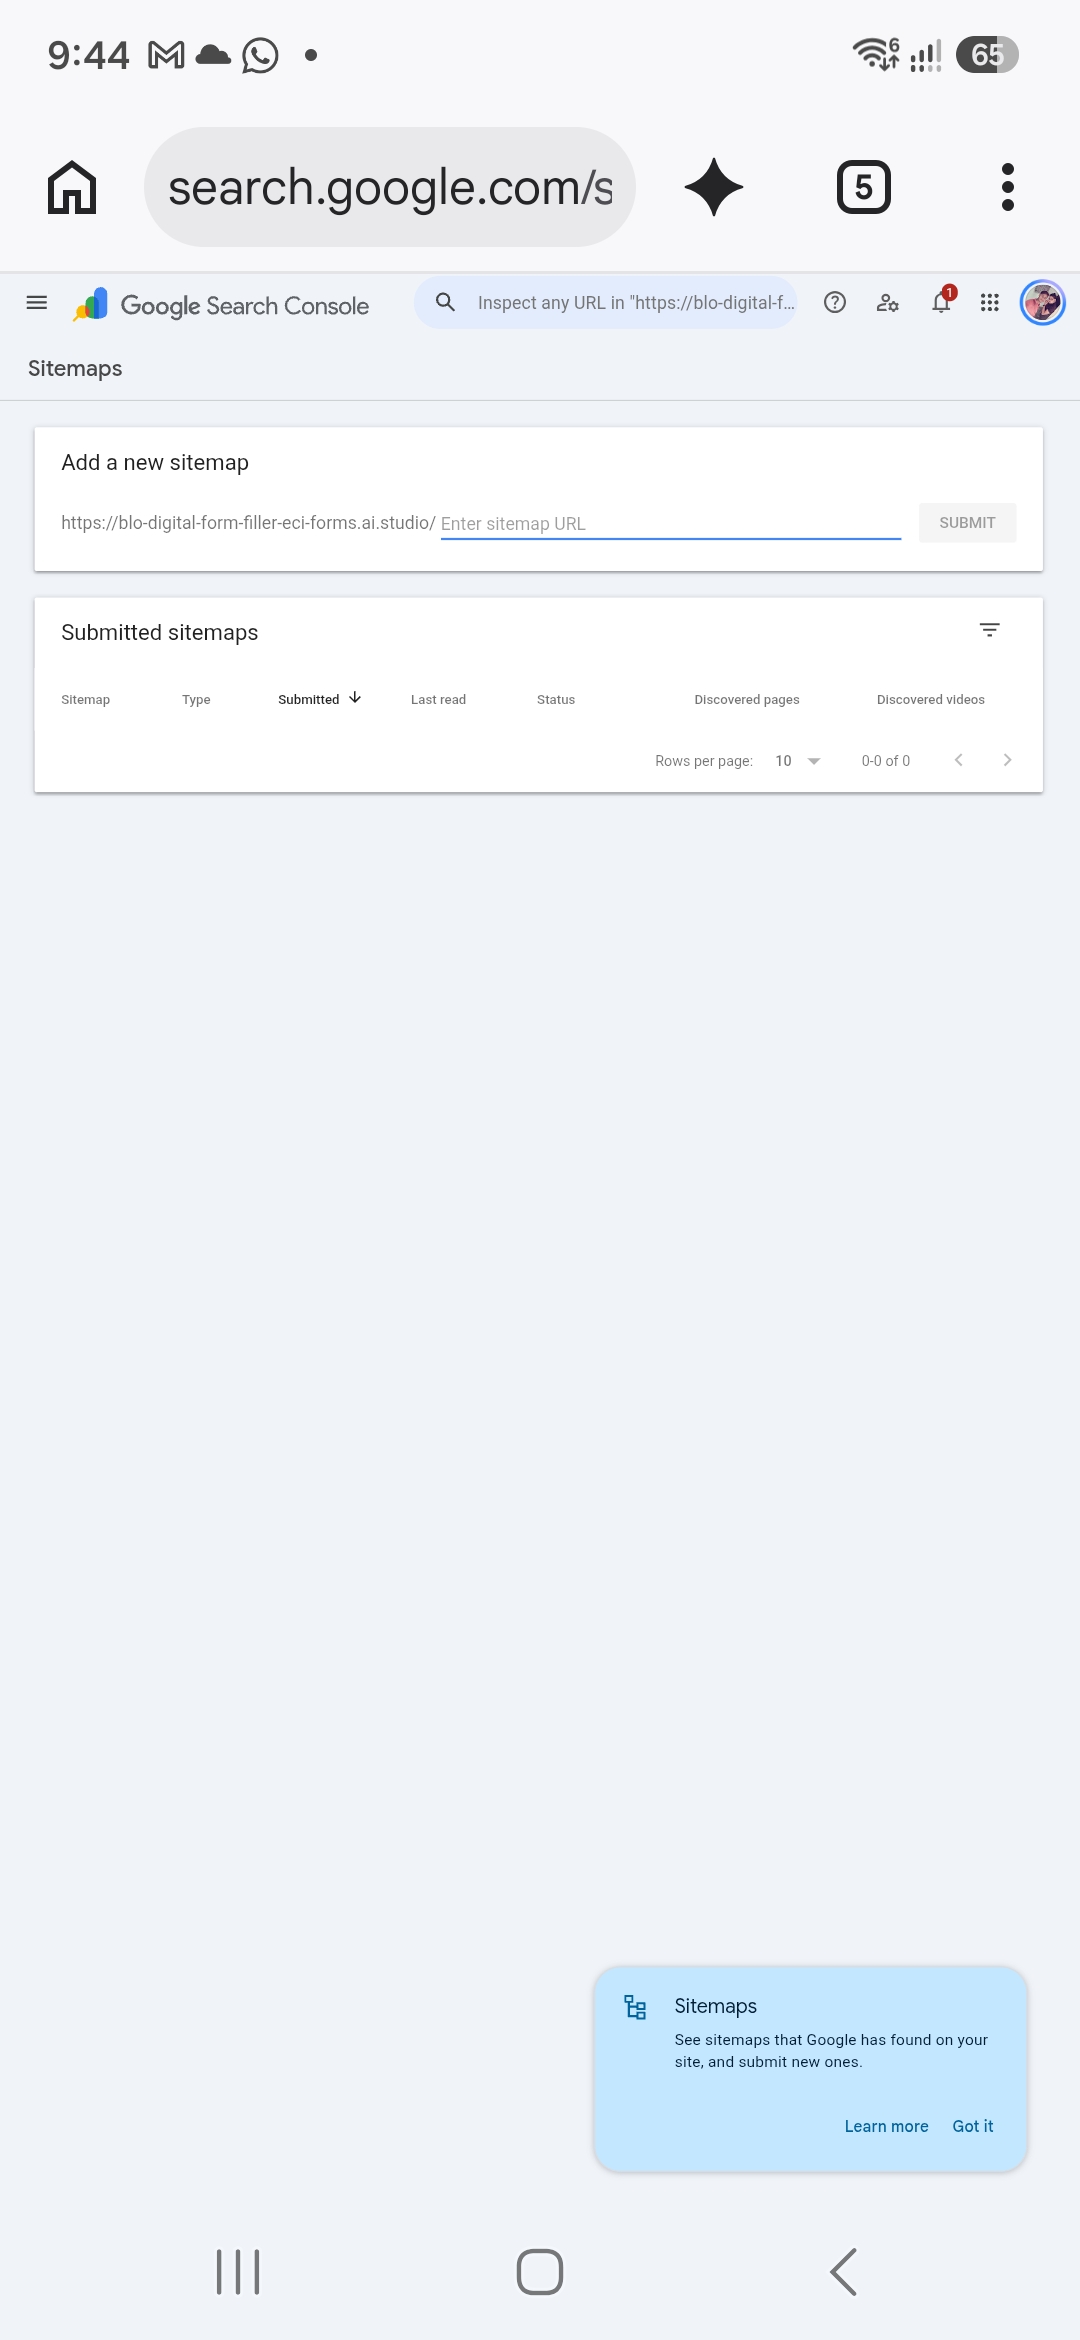 9:44
6
65
search.google.com/s
5
Google Search Console
Inspect any URL in "https://blo-digital-f...
1
Sitemaps
Add a new sitemap
https://blo-digital-form-filler-eci-forms.ai.studio/ Enter sitemap URL
SUBMIT
Submitted sitemaps
Sitemap Type Submitted Last read Status Discovered pages Discovered videos
Rows per page: 10 0-0 of 0
Sitemaps
See sitemaps that Google has found on your
site, and submit new ones.
Learn more Got it